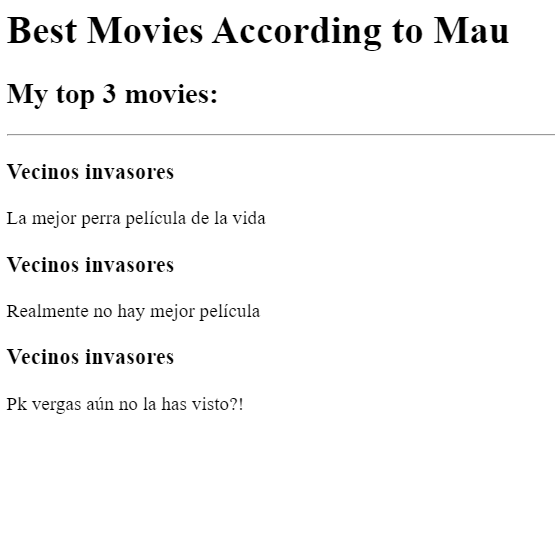 Best Movies According to Mau
My top 3 movies:
Vecinos invasores
La mejor perra película de la vida
Vecinos invasores
Realmente no hay mejor película
Vecinos invasores
Pk vergas aún no la has visto?!